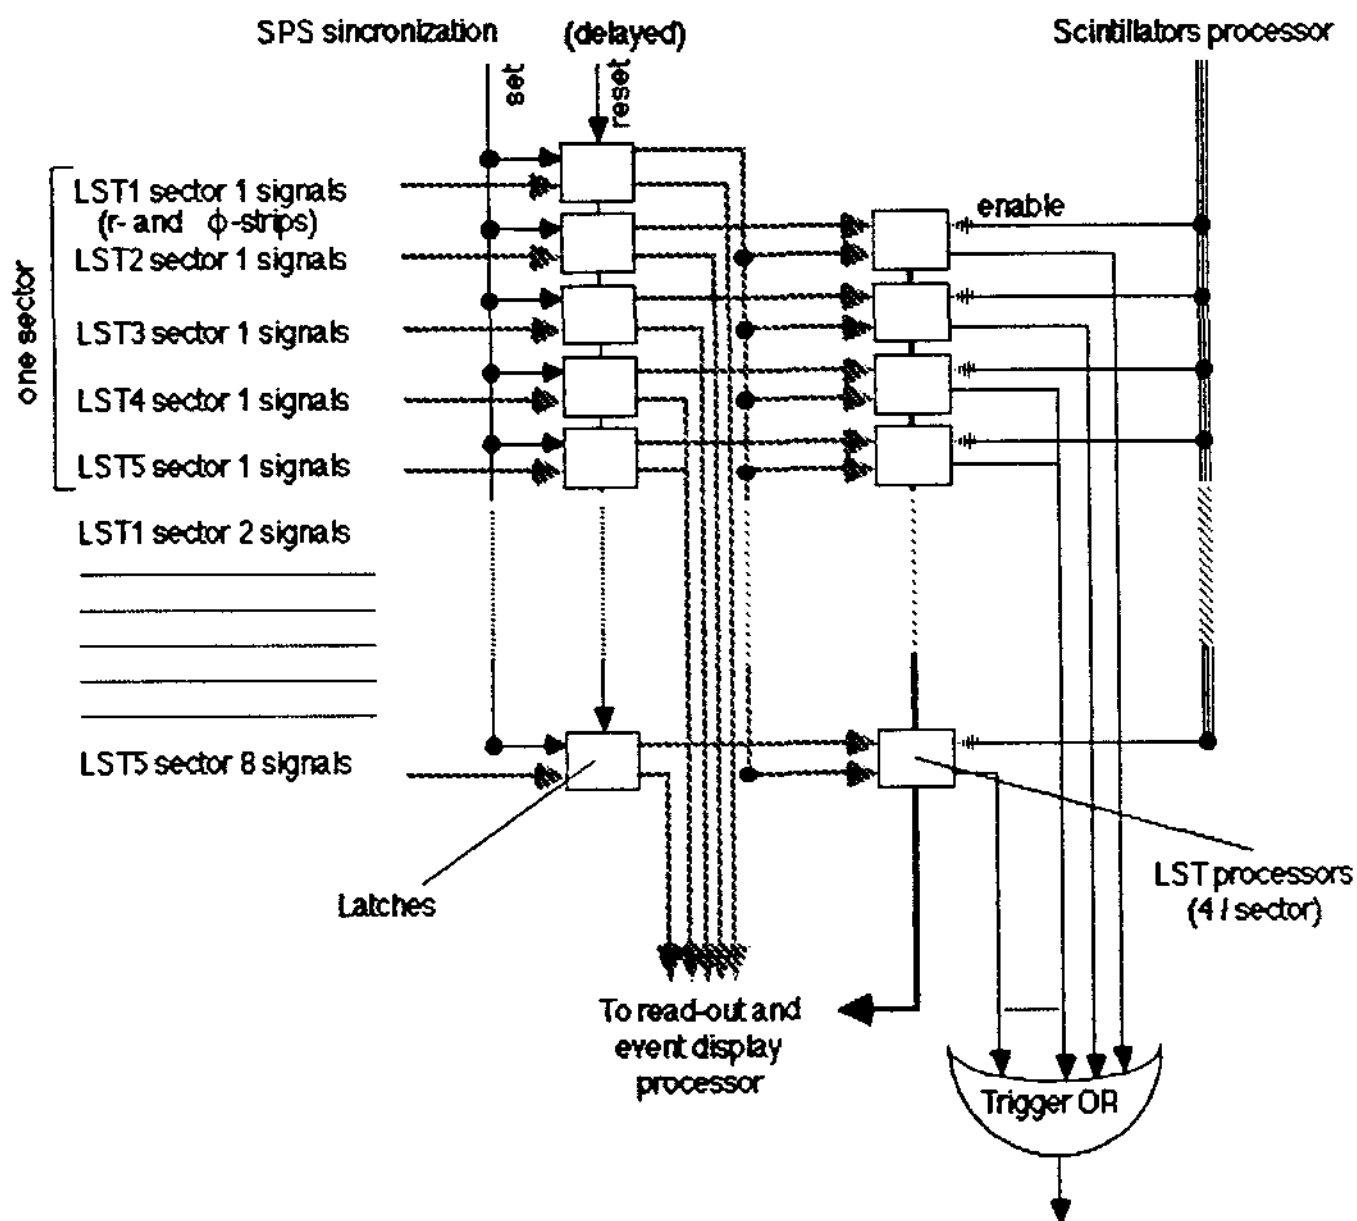 SPS sincronization
(delayed)
Scintillators processor
set
reset
one sector
LST1 sector 1 signals
(r- and ϕ-strips)
LST2 sector 1 signals
LST3 sector 1 signals
LST4 sector 1 signals
LST5 sector 1 signals
LST1 sector 2 signals
LST5 sector 8 signals
enable
Latches
LST processors
(4 / sector)
To read-out and
event display
processor
Trigger OR